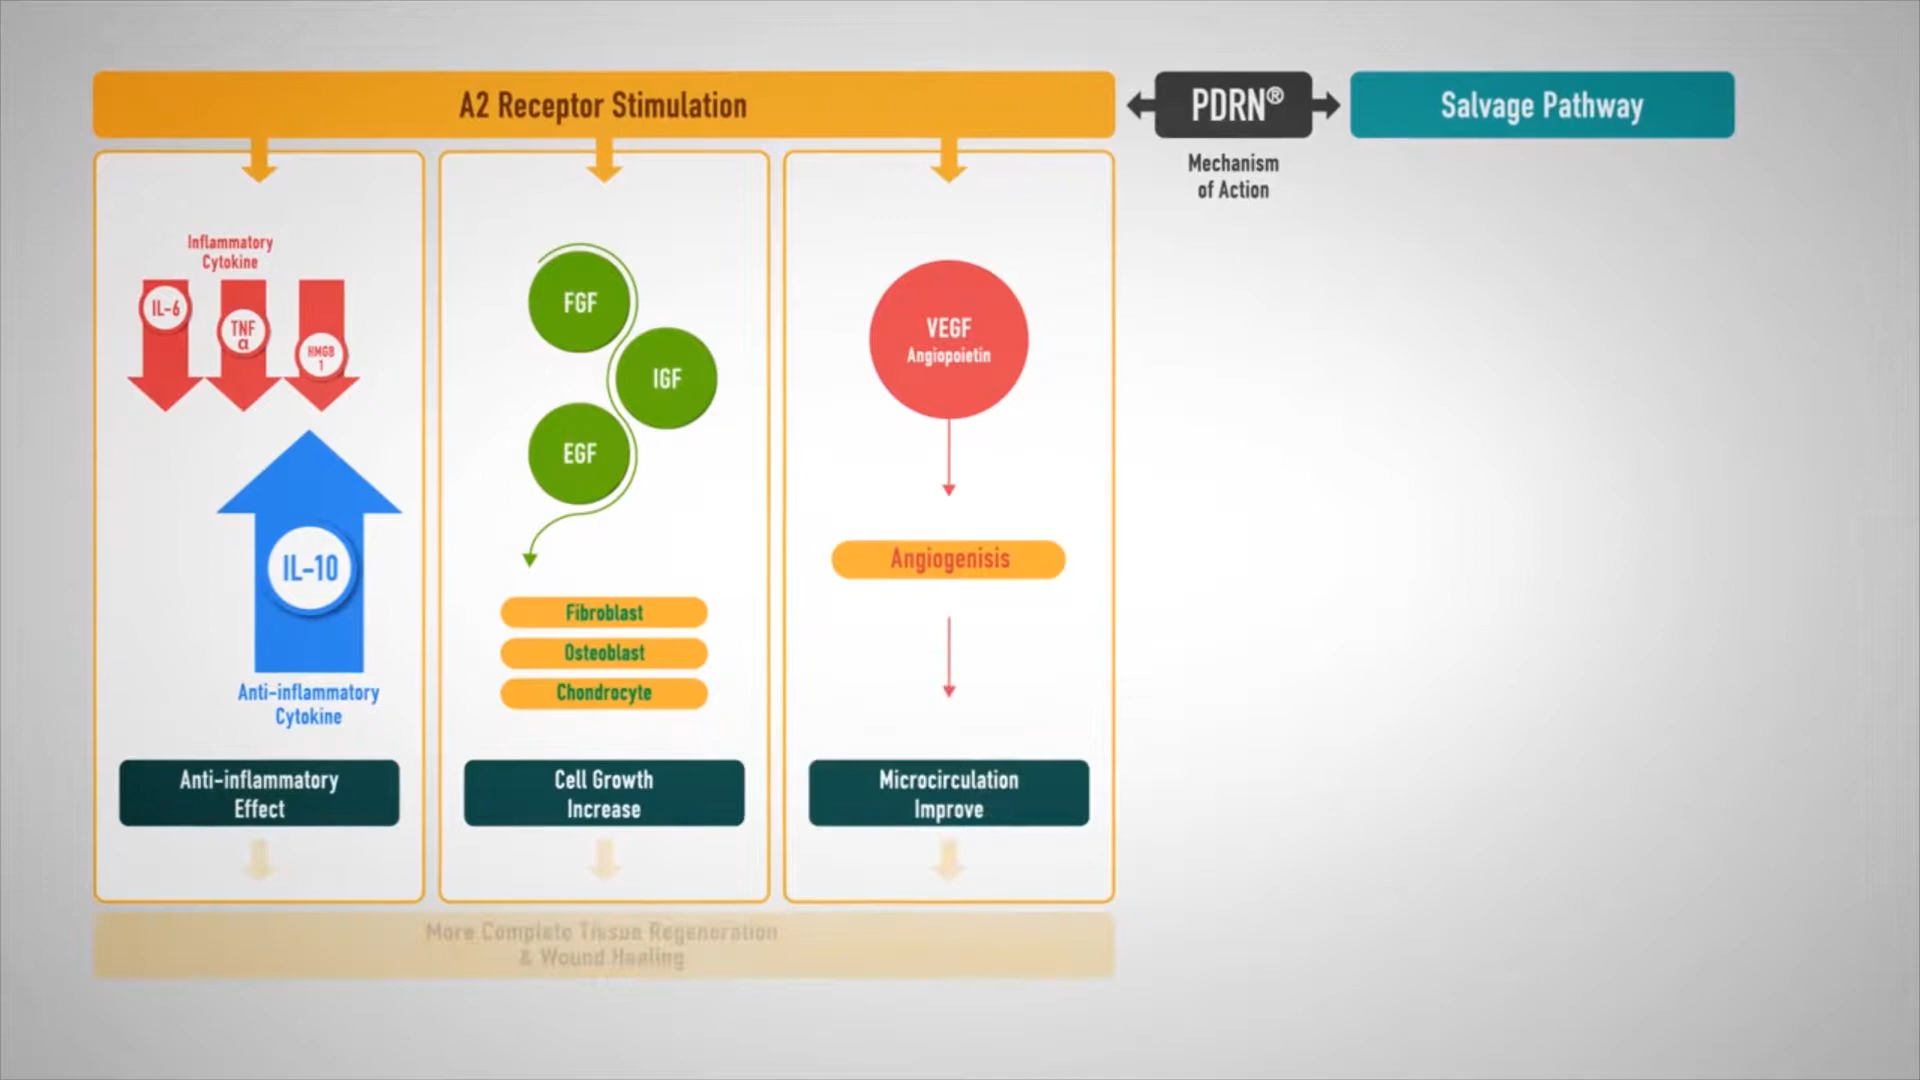 A2 Receptor Stimulation
PDRN®
Salvage Pathway
Mechanism
of Action
Inflammatory
Cytokine
IL-6
TNF
α
HMGB
1
IL-10
Anti-inflammatory
Cytokine
Anti-inflammatory
Effect
FGF
IGF
EGF
Fibroblast
Osteoblast
Chondrocyte
Cell Growth
Increase
VEGF
Angiopoietin
Angiogenisis
Microcirculation
Improve
More Complete Tissue Regeneration
& Wound Healing